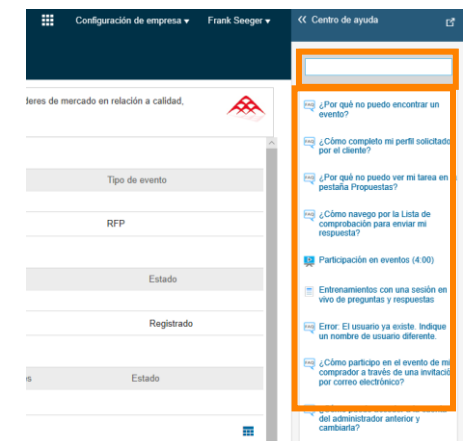 Configuración de empresa ▾ Frank Seeger ▾ « Centro de ayuda
deres de mercado en relación a calidad,
Tipo de evento
RFP
Estado
Registrado
Estado
¿Por qué no puedo encontrar un
evento?
¿Cómo completo mi perfil solicitado
por el cliente?
¿Por qué no puedo ver mi tarea en
pestaña Propuestas?
¿Cómo navego por la Lista de
comprobación para enviar mi
respuesta?
Participación en eventos (4:00)
Entrenamientos con una sesión en
vivo de preguntas y respuestas
Error: El usuario ya existe. Indique
un nombre de usuario diferente.
¿Cómo participo en el evento de mi
comprador a través de una invitació
por correo electrónico?
del administrador anterior y
cambiarla?